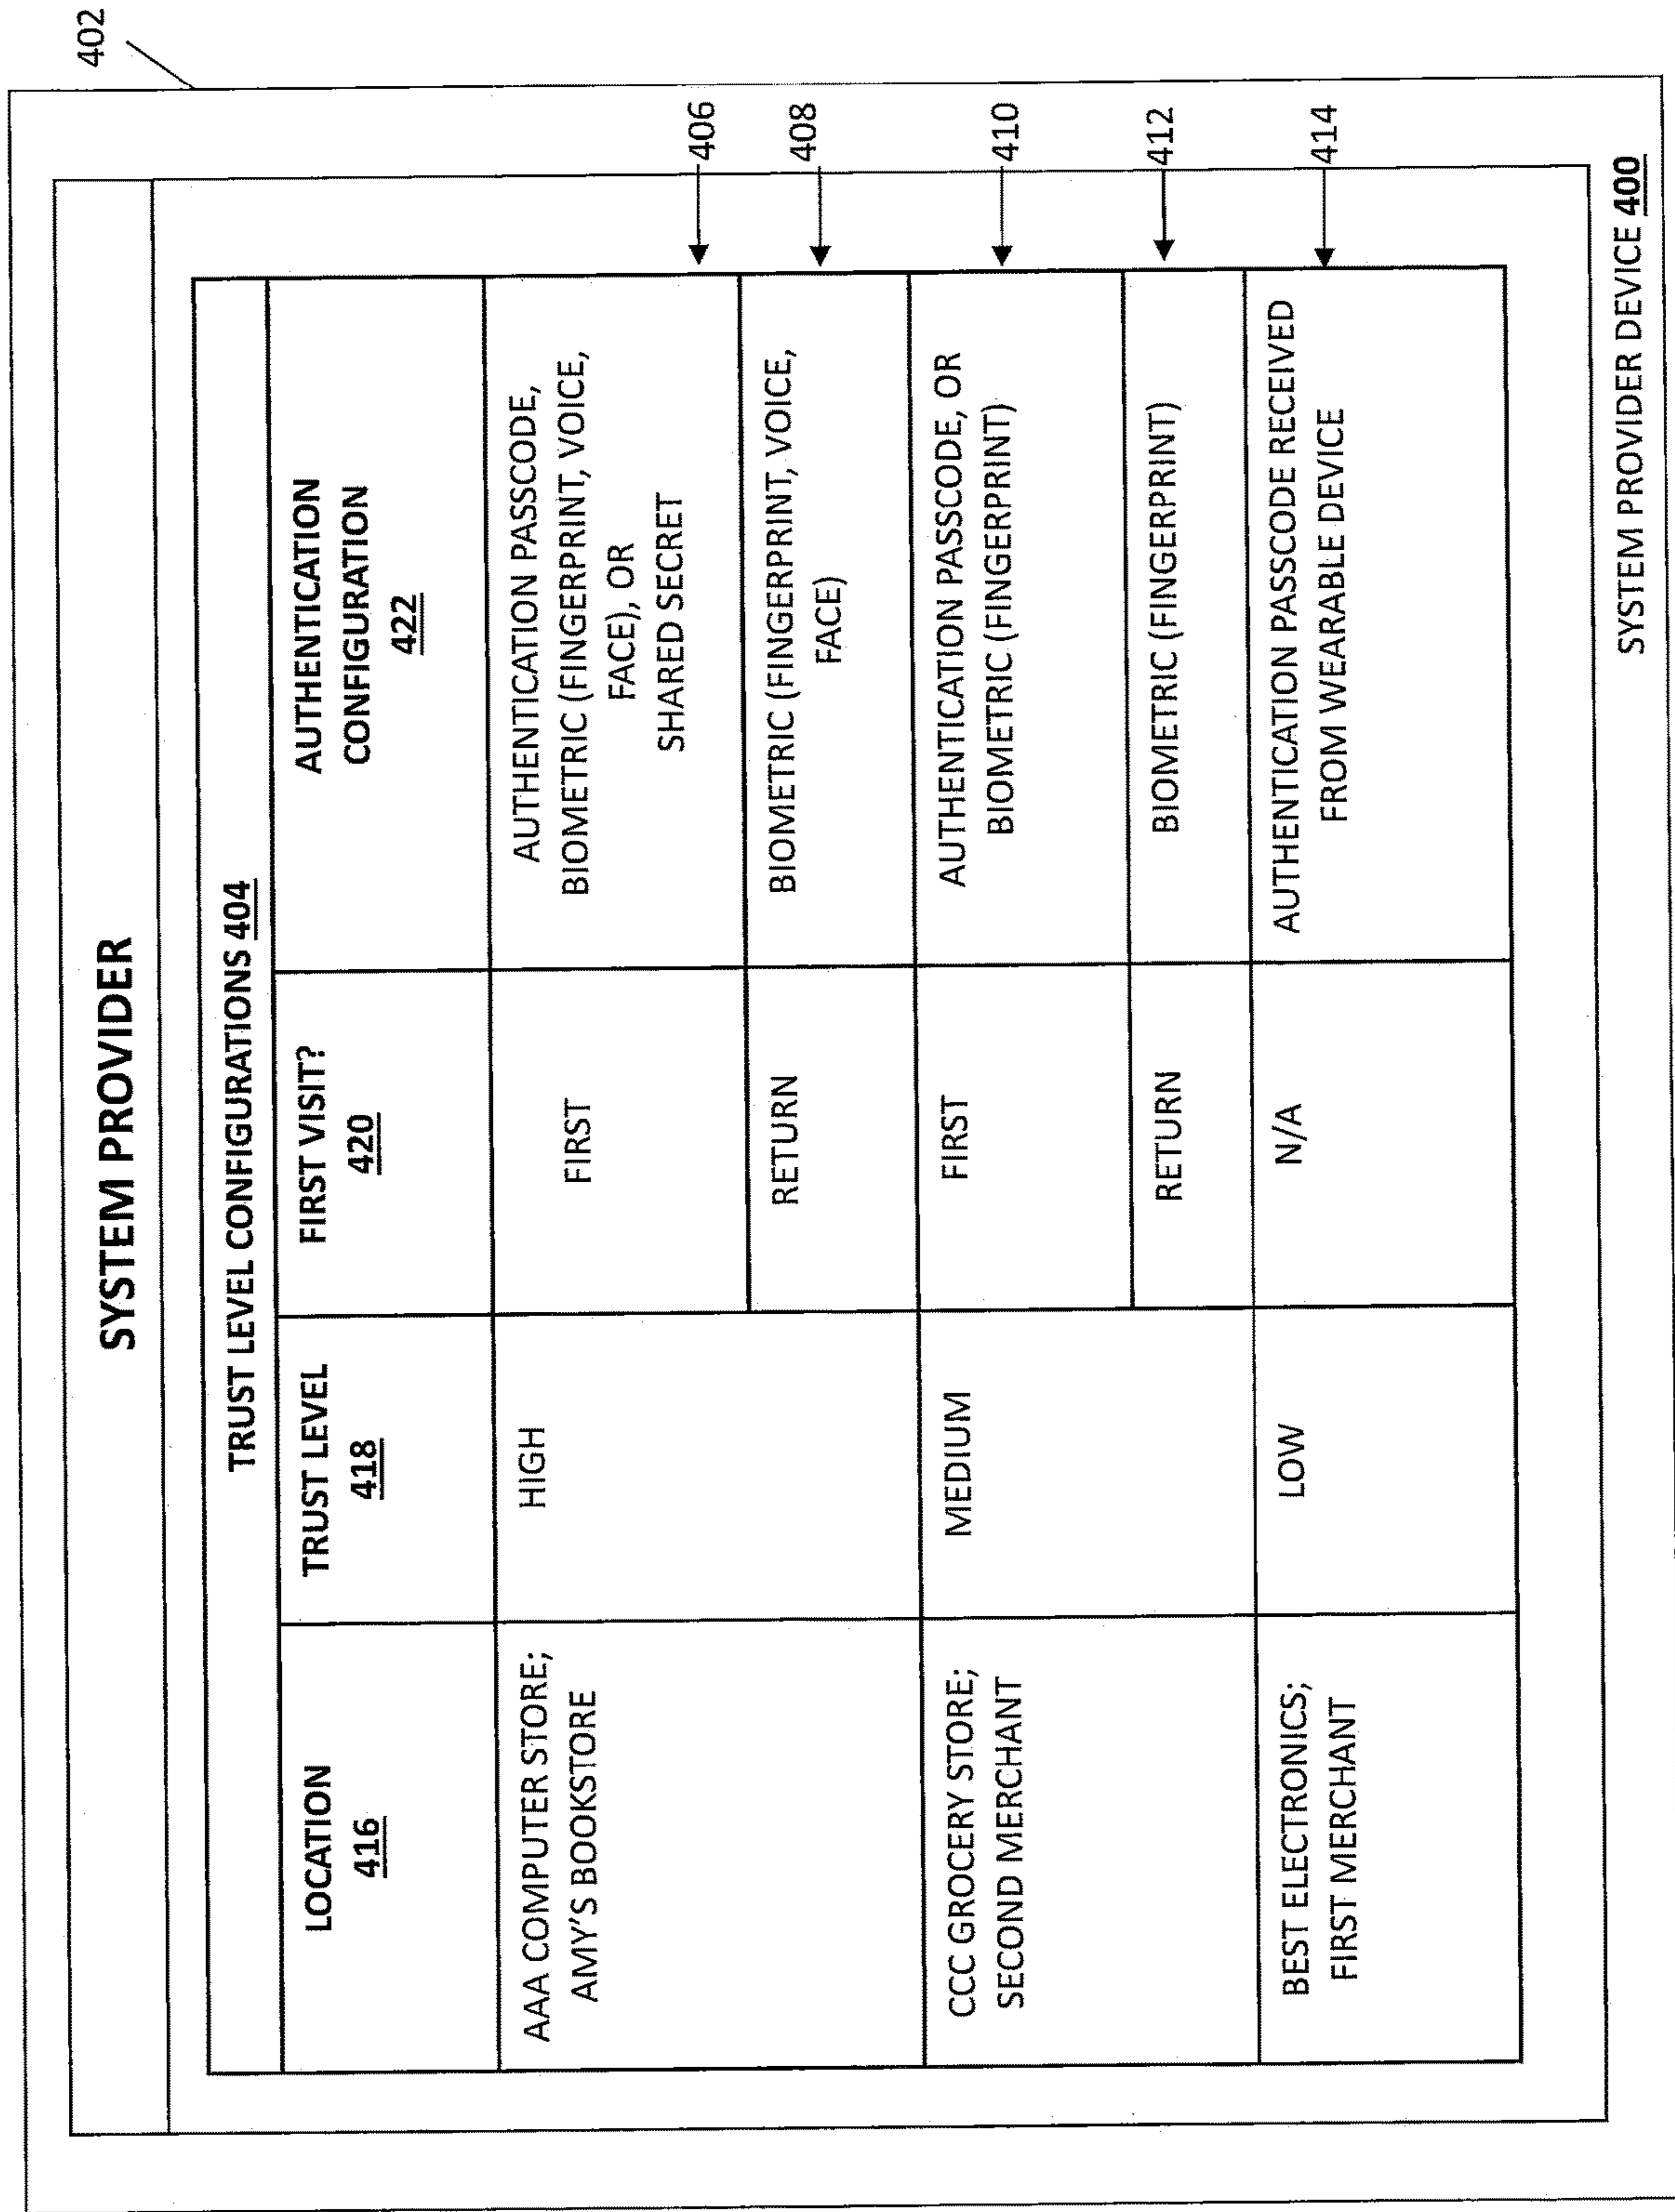 402
SYSTEM PROVIDER
TRUST LEVEL CONFIGURATIONS 404
LOCATION
416
TRUST LEVEL
418
FIRST VISIT?
420
AUTHENTICATION
CONFIGURATION
422
AAA COMPUTER STORE;
AMY'S BOOKSTORE
HIGH
FIRST
AUTHENTICATION PASSCODE,
BIOMETRIC (FINGERPRINT, VOICE,
FACE), OR
SHARED SECRET
406
RETURN
BIOMETRIC (FINGERPRINT, VOICE,
FACE)
408
CCC GROCERY STORE;
SECOND MERCHANT
MEDIUM
FIRST
AUTHENTICATION PASSCODE, OR
BIOMETRIC (FINGERPRINT)
410
RETURN
BIOMETRIC (FINGERPRINT)
412
BEST ELECTRONICS;
FIRST MERCHANT
LOW
N/A
AUTHENTICATION PASSCODE RECEIVED
FROM WEARABLE DEVICE
414
SYSTEM PROVIDER DEVICE 400